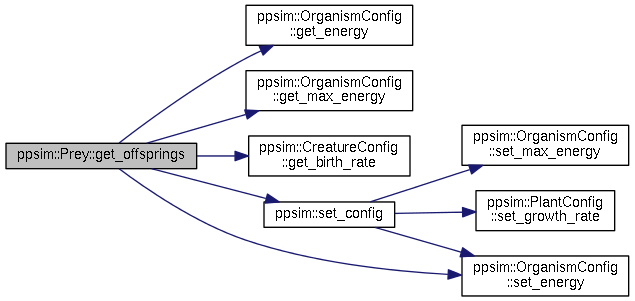 ppsim::OrganismConfig
::get_energy
ppsim::OrganismConfig
::get_max_energy
ppsim::Prey::get_offsprings
ppsim::CreatureConfig
::get_birth_rate
ppsim::set_config
ppsim::OrganismConfig
::set_max_energy
ppsim::PlantConfig
::set_growth_rate
ppsim::OrganismConfig
::set_energy